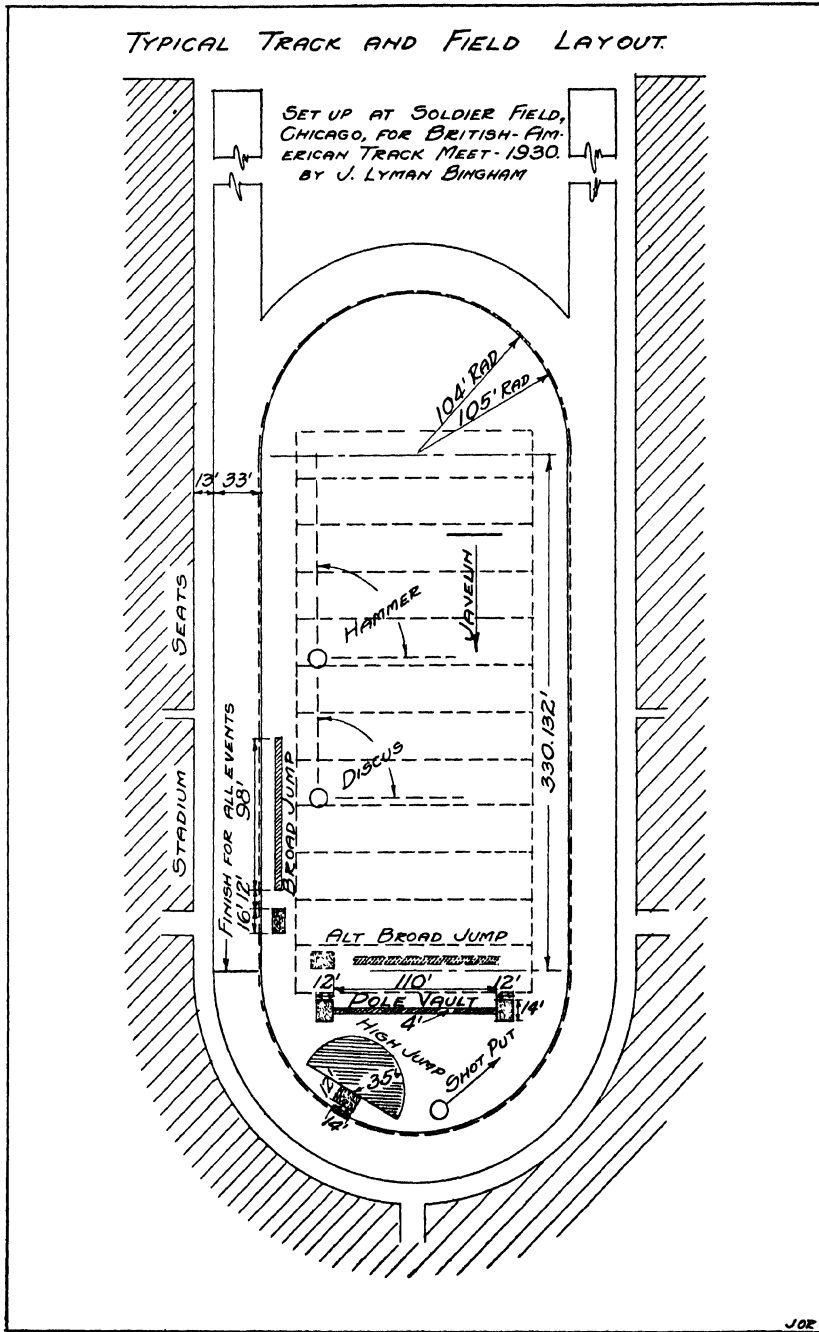 TYPICAL TRACK AND FIELD LAYOUT.
SET UP AT SOLDIER FIELD,
CHICAGO, FOR BRITISH-AM-
ERICAN TRACK MEET-1930.
BY J. LYMAN BINGHAM
104' RAD
105' RAD
13' 33'
HAMMER
JAVELIN
SEATS
330.132'
DISCUS
STADIUM
FINISH FOR ALL EVENTS
98'
BROAD JUMP
16' 12'
ALT BROAD JUMP
12' 110' 12'
POLE VAULT
14'
4'
HIGH JUMP
SHOT PUT
35'
12'
14'